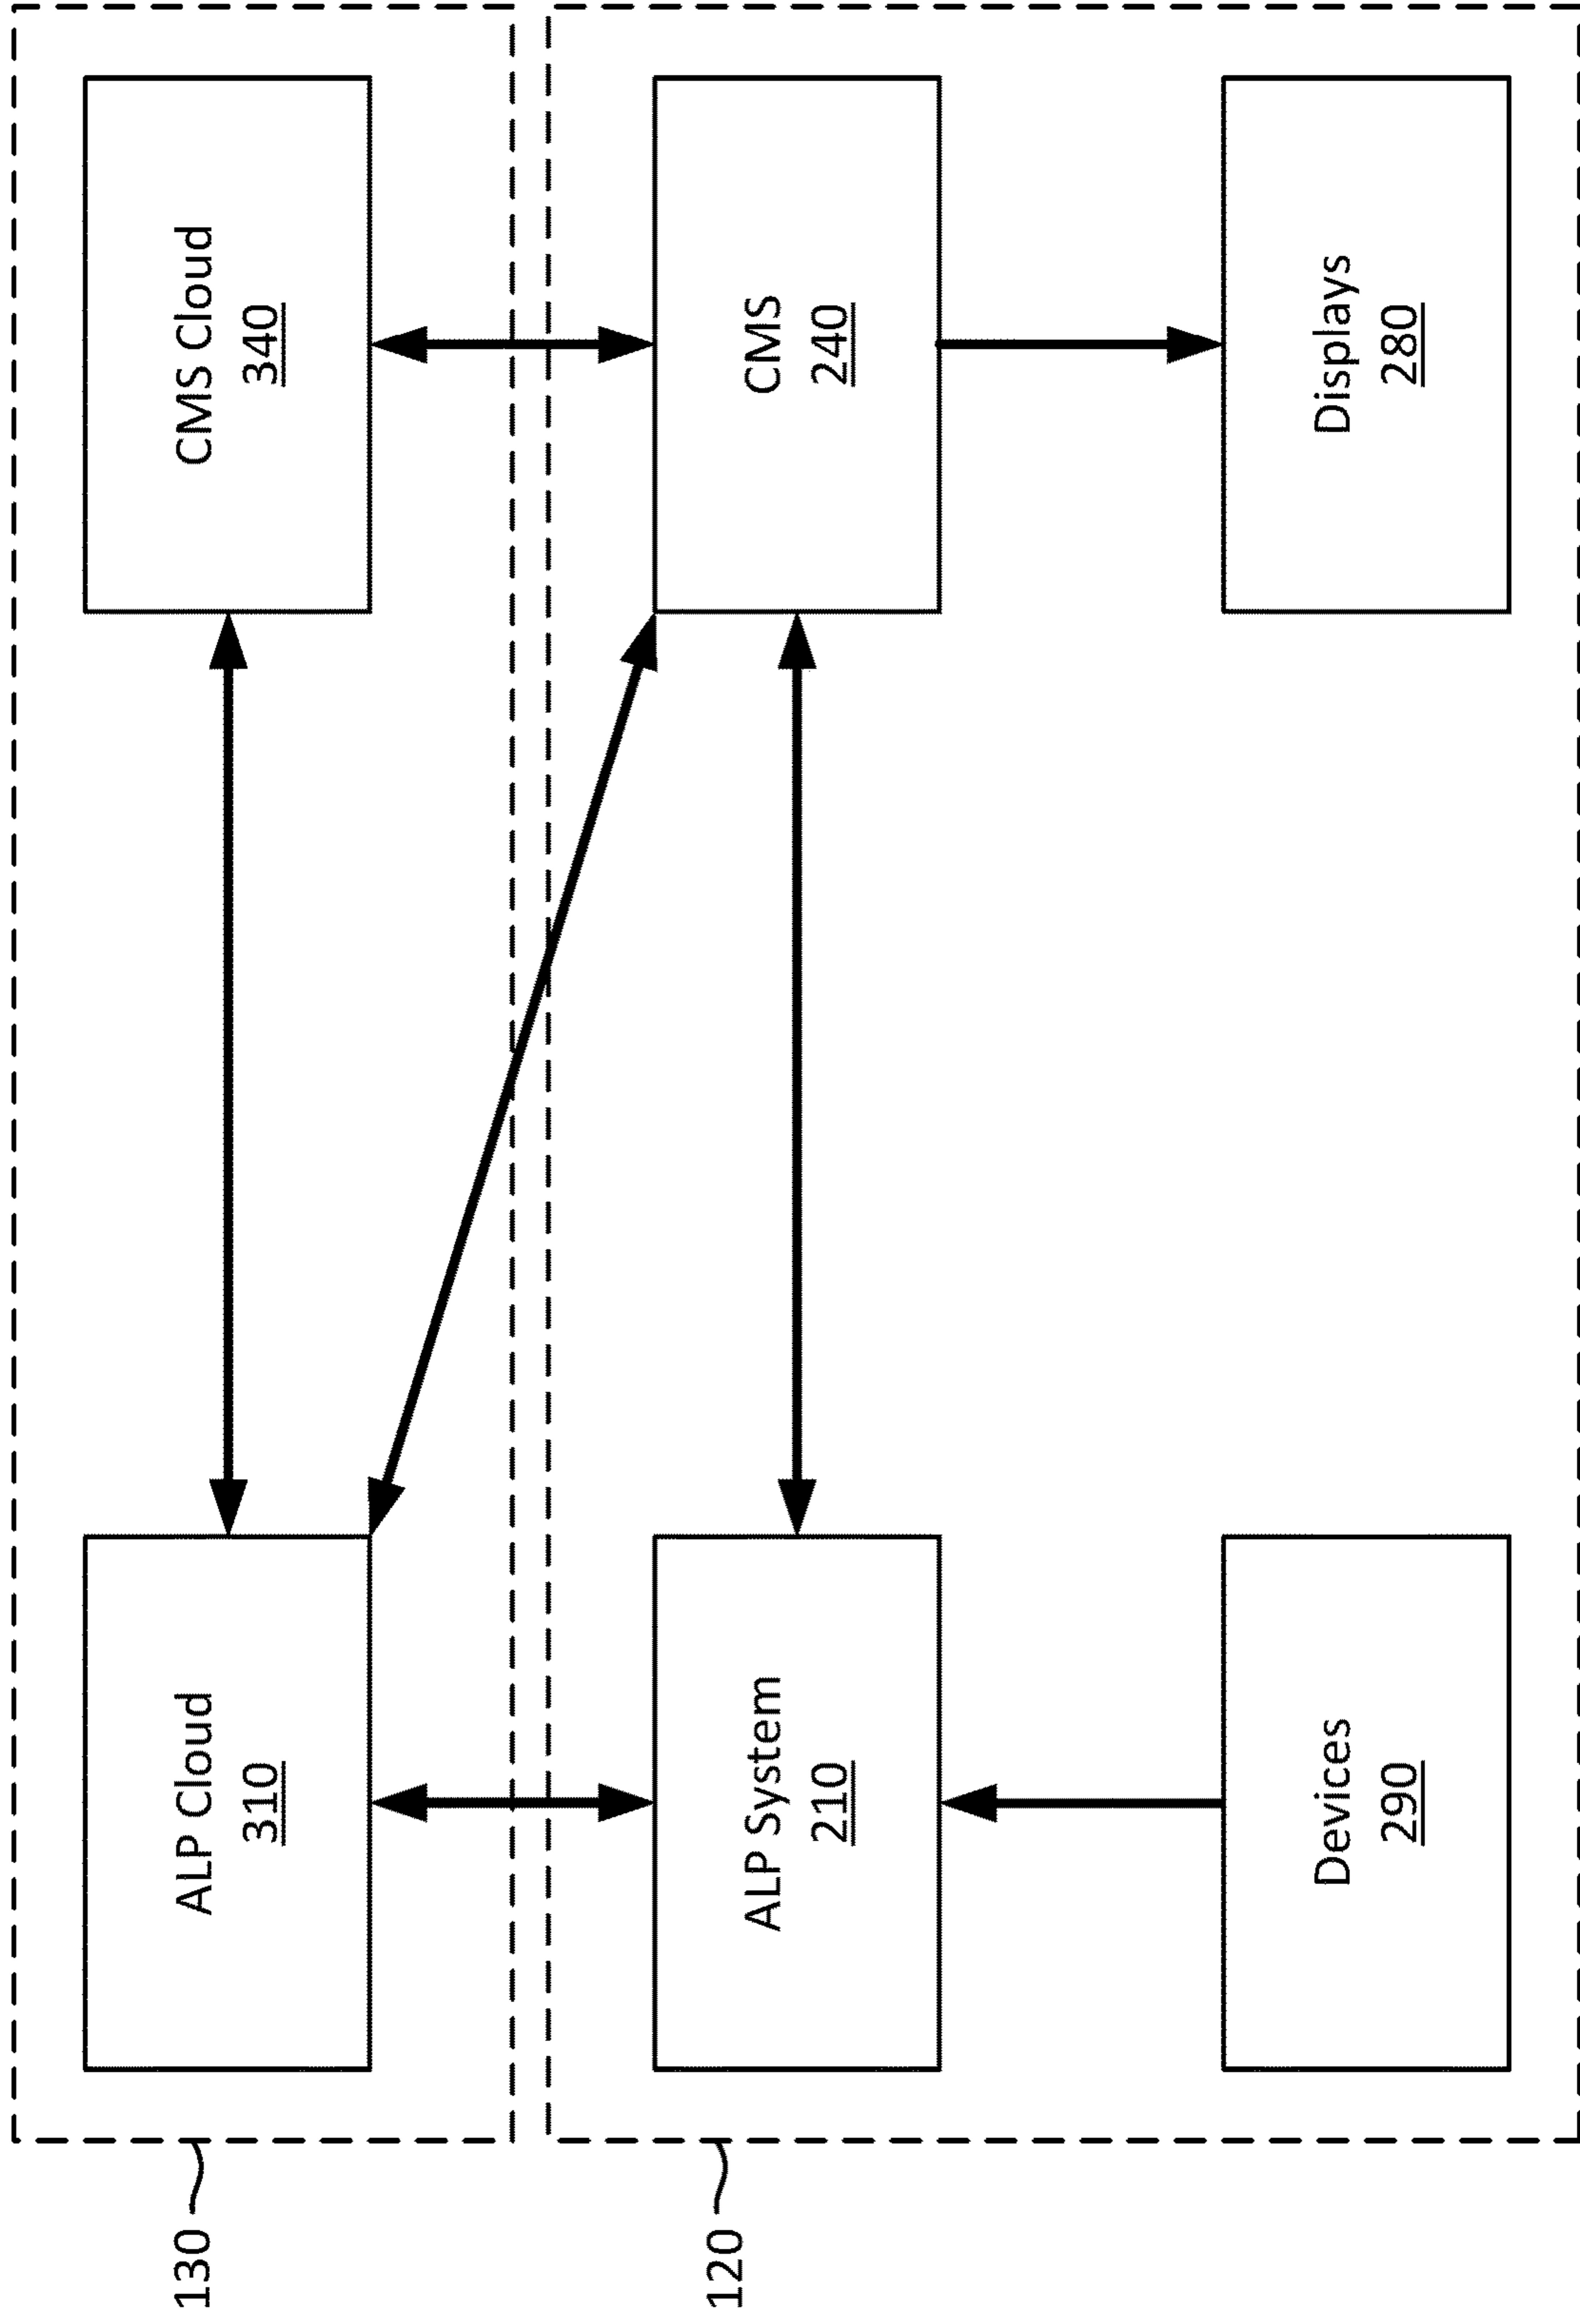 130
ALP Cloud
310
CMS Cloud
340
120
ALP System
210
CMS
240
Devices
290
Displays
280